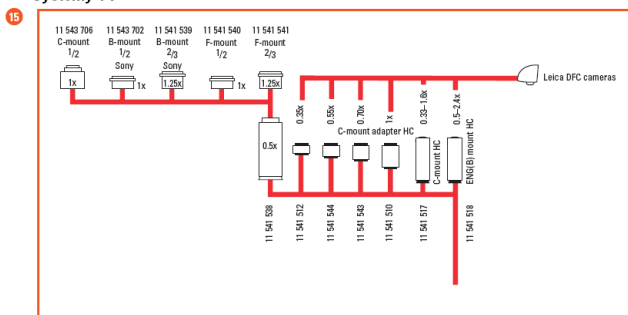 15
11 543 706
C-mount
1/2
11 543 702
B-mount
1/2
Sony
11 541 539
B-mount
2/3
Sony
11 541 540
F-mount
1/2
11 541 541
F-mount
2/3
1x
1x
1.25x
1x
1.25x
Leica DFC cameras
0.35x
0.55x
0.70x
1x
0.33–1.6x
0.5–2.4x
C-mount adapter HC
C-mount HC
ENG(B) mount HC
0.5x
11 541 538
11 541 512
11 541 544
11 541 543
11 541 510
11 541 517
11 541 518